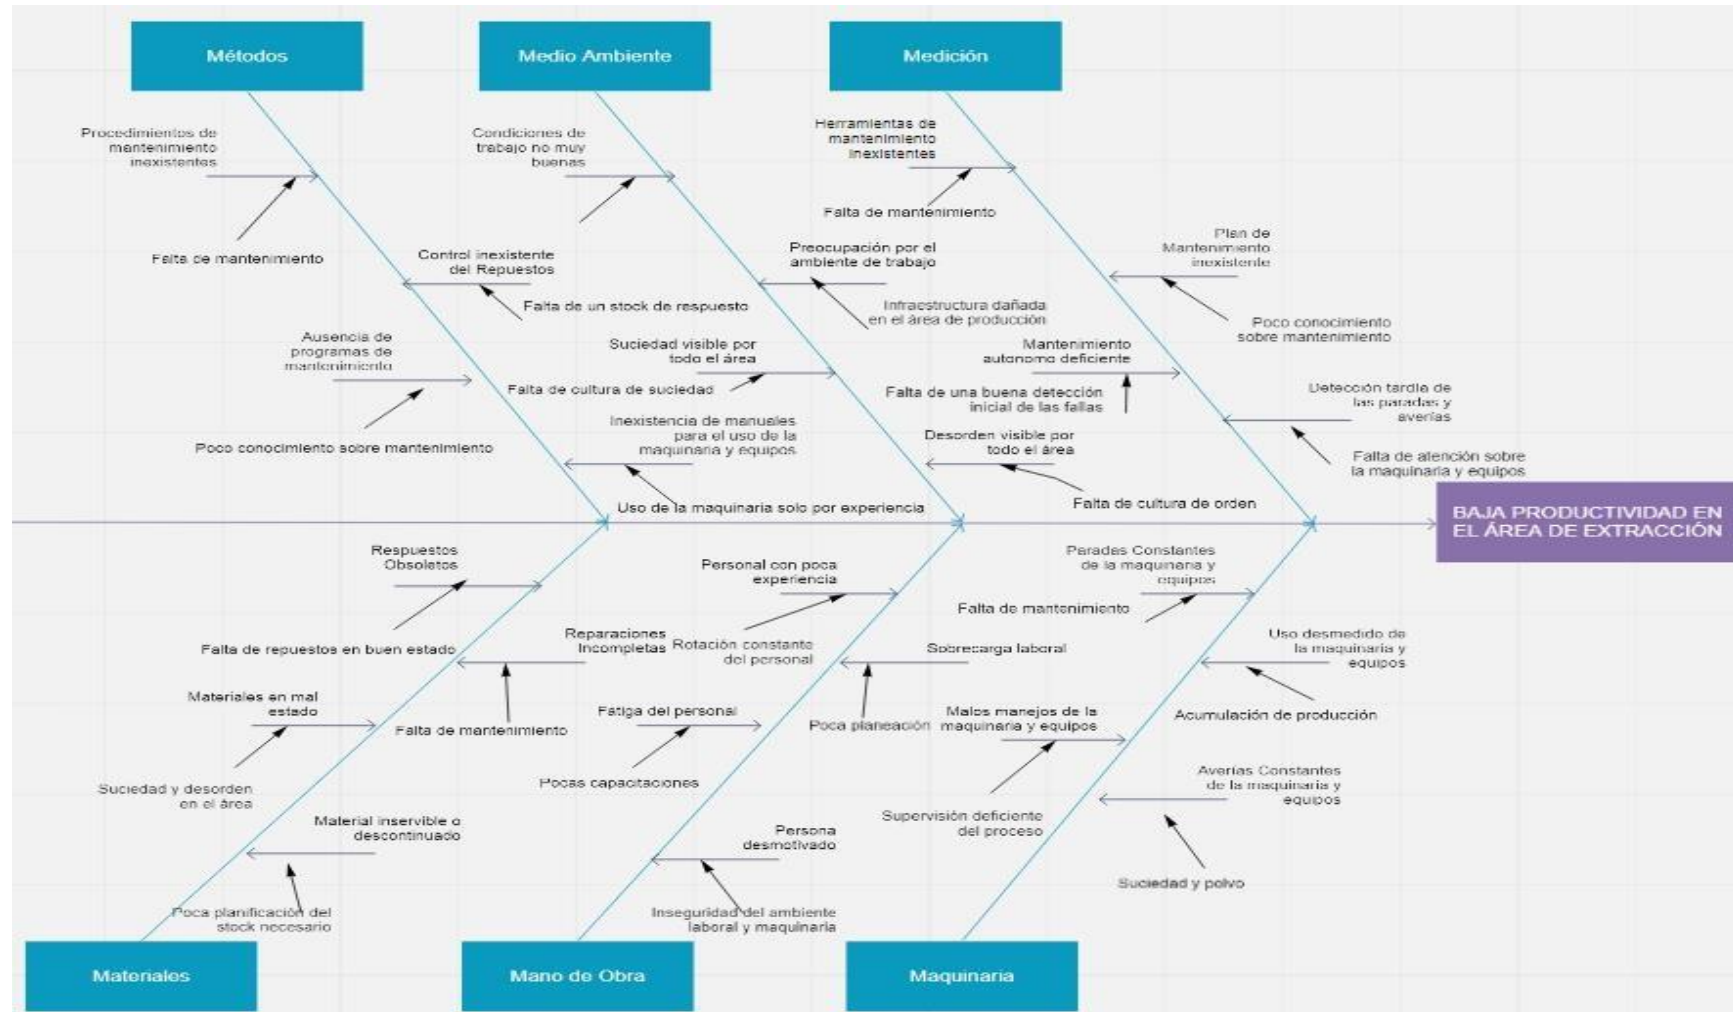 Métodos
Medio Ambiente
Medición
Procedimientos de
mantenimiento
inexistentes
Falta de mantenimiento
Control inexistente
del Repuestos
Falta de un stock de respuesto
Ausencia de
programas de
mantenimiento
Poco conocimiento sobre mantenimiento
Inexistencia de manuales
para el uso de la
maquinaria y equipos
Uso de la maquinaria solo por experiencia
Condiciones de
trabajo no muy
buenas
Preocupación por el
ambiente de trabajo
Infraestructura dañada
en el área de producción
Suciedad visible por
todo el área
Falta de cultura de suciedad
Desorden visible por
todo el área
Falta de cultura de orden
Herramientas de
mantenimiento
inexistentes
Falta de mantenimiento
Plan de
Mantenimiento
inexistente
Poco conocimiento
sobre mantenimiento
Mantenimiento
autonomo deficiente
Falta de una buena detección
inicial de las fallas
Detección tardía de
las paradas y
averías
Falta de atención sobre
la maquinaria y equipos
BAJA PRODUCTIVIDAD EN
EL ÁREA DE EXTRACCIÓN
Respuestos
Obsoletos
Falta de repuestos en buen estado
Reparaciones
Incompletas
Falta de mantenimiento
Materiales en mal
estado
Suciedad y desorden
en el área
Material inservible o
descontinuado
Poca planificación del
stock necesario
Personal con poca
experiencia
Rotación constante
del personal
Sobrecarga laboral
Poca planeación
Fátiga del personal
Pocas capacitaciones
Persona
desmotivado
Inseguridad del ambiente
laboral y maquinaria
Paradas Constantes
de la maquinaria y
equipos
Falta de mantenimiento
Uso desmedido de
la maquinaria y
equipos
Acumulación de producción
Malos manejos de la
maquinaria y equipos
Supervisión deficiente
del proceso
Averías Constantes
de la maquinaria y
equipos
Suciedad y polvo
Materiales
Mano de Obra
Maquinaria